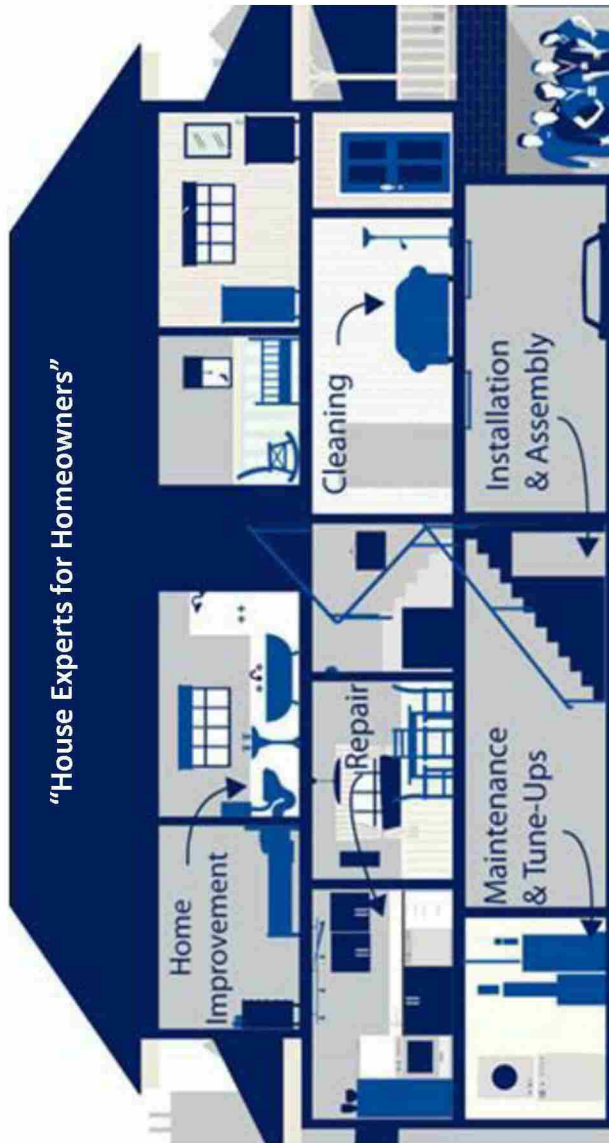 “House Experts for Homeowners”
Home
Improvement
Cleaning
Repair
Maintenance
& Tune-Ups
Installation
& Assembly